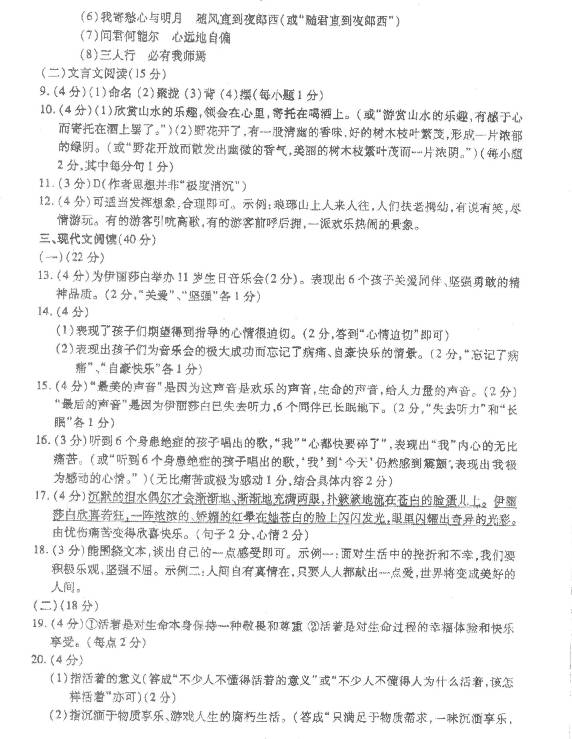 (6)我寄愁心与明月　随风直到夜郎西(或“随君直到夜郎西”)
(7)问君何能尔　心远地自偏
(8)三人行　必有我师焉
(二)文言文阅读(15分)
9.(4分)(1)命名 (2)聚拢 (3)背 (4)摆(每小题1分)
10.(4分)(1)欣赏山水的乐趣,领会在心里,寄托在喝酒上。(或“游赏山水的乐趣,有感于心
而寄托在酒上罢了。”)(2)野花开了,有一股清幽的香味,好的树木枝叶繁茂,形成一片浓郁
的绿阴。(或“野花开放而散发出幽微的香气,美丽的树木枝繁叶茂而一片浓阴。”)(每小题
2分,其中每分句1分)
11.(3分)D(作者思想并非“极度消沉”)
12.(4分)可适当发挥想象,合理即可。示例:琅琊山上人来人往,人们扶老携幼,有说有笑,尽
情游玩。有的游客引吭高歌,有的游客前呼后拥,一派欢乐热闹的景象。
三、现代文阅读(40分)
(一)(22分)
13.(4分)为伊丽莎白举办11岁生日音乐会(2分)。表现出6个孩子关爱同伴、坚强勇敢的精
神品质。(2分,“关爱”、“坚强”各1分)
14.(4分)
(1)表现了孩子们期望得到指导的心情很迫切。(2分,答到“心情迫切”即可)
(2)表现出孩子们为音乐会的极大成功而忘记了病痛、自豪快乐的情景。(2分,“忘记了病
痛”、“自豪快乐”各1分)
15.(4分)“最美的声音”是因为这声音是欢乐的声音,生命的声音,给人力量的声音。(2分)
“最后的声音”是因为伊丽莎白已失去听力,6个同伴已长眠地下。(2分,“失去听力”和“长
眠”各1分)
16.(3分)听到6个身患绝症的孩子唱出的歌,“我”“心都快要碎了”,表现出“我”内心的无比
痛苦。(或“听到6个身患绝症的孩子唱出的歌,‘我’到‘今天’仍然感到震颤’,表现出我极
为感动的心情。”)(无比痛苦或极为感动1分,结合具体内容2分)
17.(4分)沉默的泪水偶尔才会渐渐地、渐渐地充满两眼,扑簌簌地流在苍白的脸蛋儿上。伊丽
莎白欣喜若狂,一阵浓浓的、娇媚的红晕在她苍白的脸上闪闪发光,眼里闪耀出奇异的光彩。
由忧伤痛苦变得欣喜快乐。(句子2分,心情2分)
18.(3分)能围绕文本,谈出自己的一点感受即可。示例一:面对生活中的挫折和不幸,我们要
积极乐观,坚强不屈。示例二:人间自有真情在,只要人人都献出一点爱,世界将变成美好的
人间。
(二)(18分)
19.(4分)①活着是对生命本身保持一种敬畏和尊重 ②活着是对生命过程的幸福体验和快乐
享受。(每点2分)
20.(4分)
(1)指活着的意义(答成“不少人不懂得活着的意义”或“不少人不懂得人为什么活着,该怎
样活着”亦可)(2分)
(2)指沉湎于物质享乐、游戏人生的腐朽生活。(答成“只满足于物质需求,一味沉湎享乐,